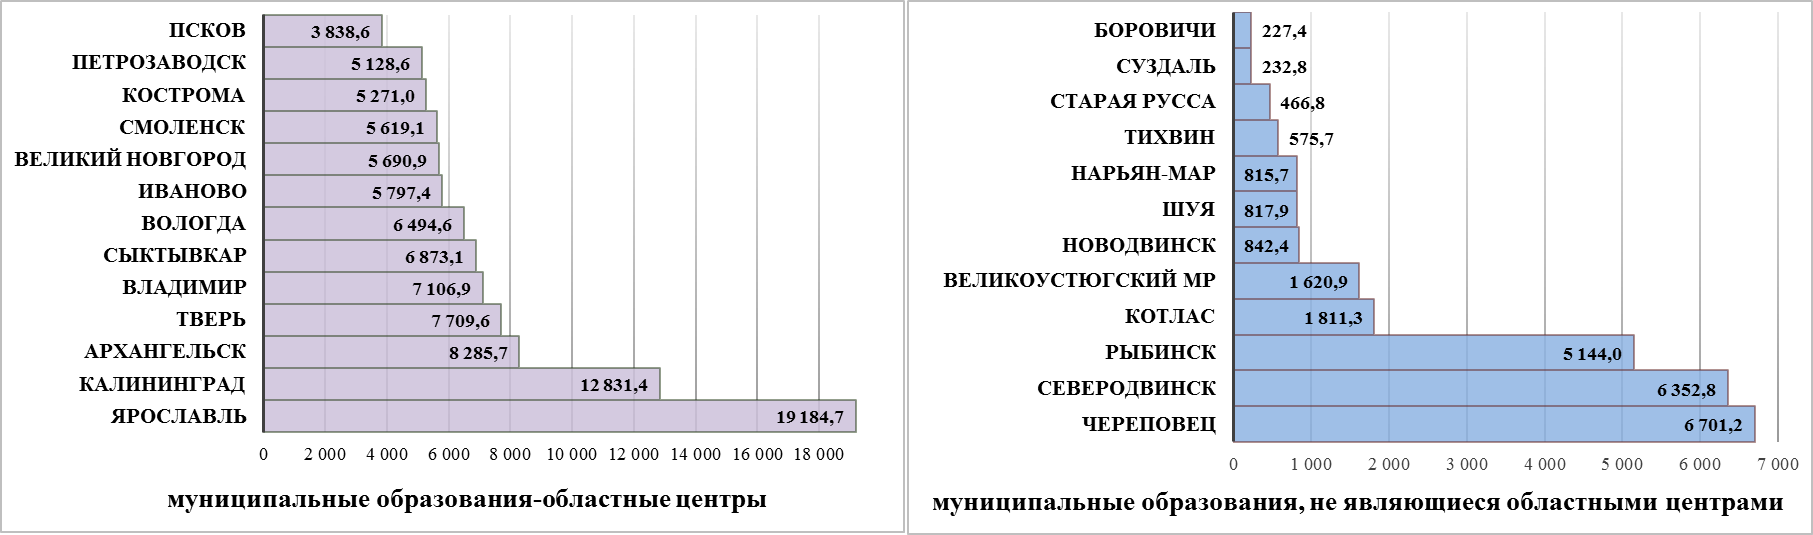 ПСКОВ 3 838,6
ПЕТРОЗАВОДСК 5 128,6
КОСТРОМА 5 271,0
СМОЛЕНСК 5 619,1
ВЕЛИКИЙ НОВГОРОД 5 690,9
ИВАНОВО 5 797,4
ВОЛОГДА 6 494,6
СЫКТЫВКАР 6 873,1
ВЛАДИМИР 7 106,9
ТВЕРЬ 7 709,6
АРХАНГЕЛЬСК 8 285,7
КАЛИНИНГРАД 12 831,4
ЯРОСЛАВЛЬ 19 184,7
0 2 000 4 000 6 000 8 000 10 000 12 000 14 000 16 000 18 000
муниципальные образования-областные центры
БОРОВИЧИ 227,4
СУЗДАЛЬ 232,8
СТАРАЯ РУССА 466,8
ТИХВИН 575,7
НАРЬЯН-МАР 815,7
ШУЯ 817,9
НОВОДВИНСК 842,4
ВЕЛИКОУСТЮГСКИЙ МР 1 620,9
КОТЛАС 1 811,3
РЫБИНСК 5 144,0
СЕВЕРОДВИНСК 6 352,8
ЧЕРЕПОВЕЦ 6 701,2
0 1 000 2 000 3 000 4 000 5 000 6 000 7 000
муниципальные образования, не являющиеся областными центрами